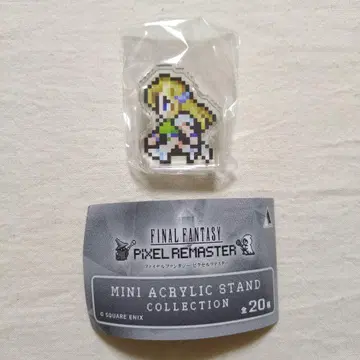 FINAL FANTASY
PIXEL REMASTER
ファイナルファンタジー ピクセルリマスター
MINI ACRYLIC STAND
COLLECTION 全20種
© SQUARE ENIX